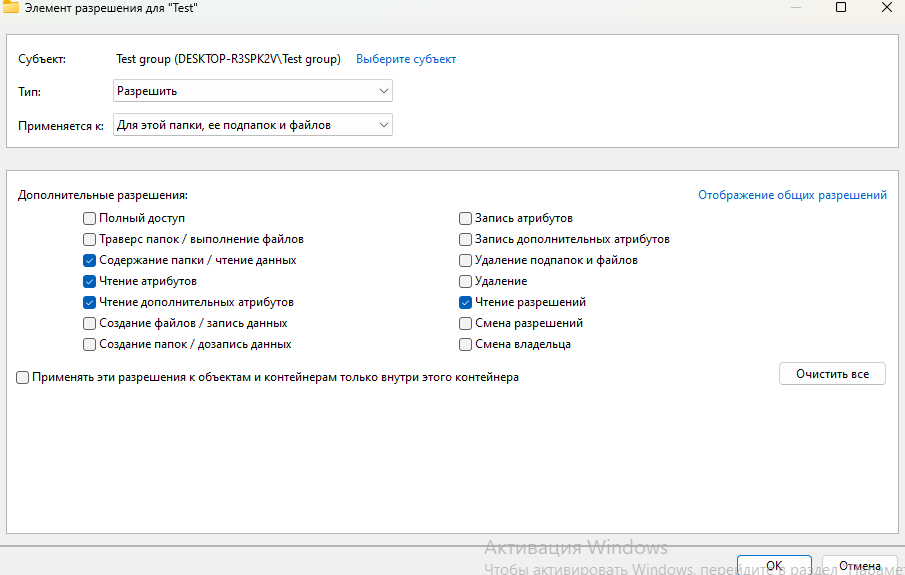 Элемент разрешения для "Test"
Субъект: Test group (DESKTOP-R3SPK2V\Test group) Выберите субъект
Тип: Разрешить
Применяется к: Для этой папки, ее подпапок и файлов
Дополнительные разрешения: Отображение общих разрешений
Полный доступ Запись атрибутов
Траверс папок / выполнение файлов Запись дополнительных атрибутов
Содержание папки / чтение данных Удаление подпапок и файлов
Чтение атрибутов Удаление
Чтение дополнительных атрибутов Чтение разрешений
Создание файлов / запись данных Смена разрешений
Создание папок / дозапись данных Смена владельца
Применять эти разрешения к объектам и контейнерам только внутри этого контейнера Очистить все
Активация Windows
Чтобы активировать Windows, перейдите в раздел "Параме
ОК Отмена